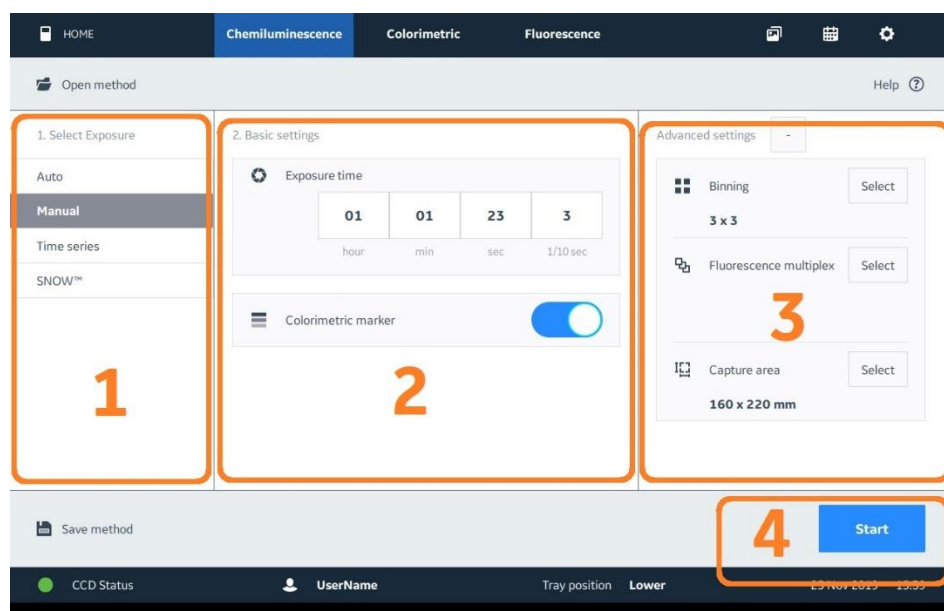 HOME Chemiluminescence Colorimetric Fluorescence
Open method Help ?
1. Select Exposure
Auto
Manual
Time series
SNOW™
1
2. Basic settings
Exposure time
01 01 23 3
hour min sec 1/10 sec
Colorimetric marker
2
Advanced settings -
Binning Select
3 x 3
Fluorescence multiplex Select
3
Capture area Select
160 x 220 mm
Save method
4 Start
CCD Status UserName Tray position Lower